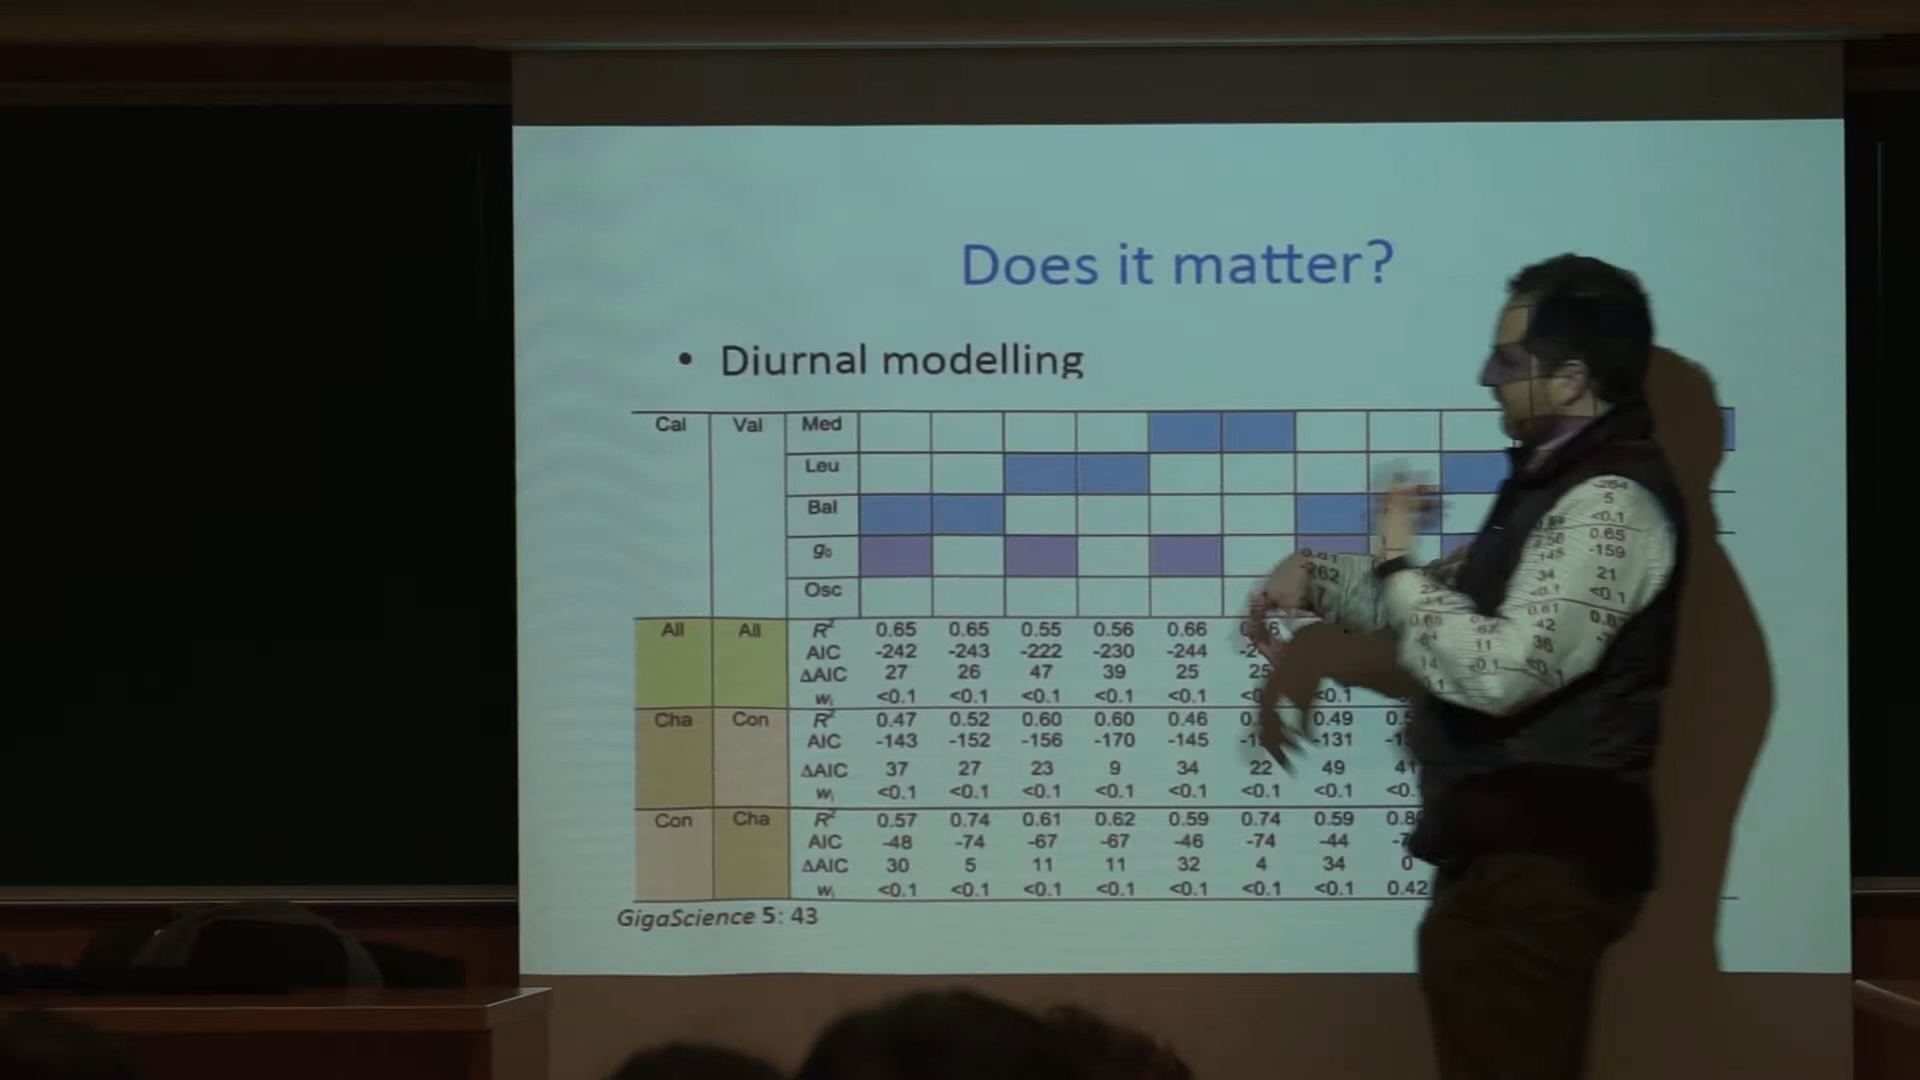 Does it matter?
• Diurnal modelling
Cal Val Med
Leu
Bal
g₀
Osc
All All R² 0.65 0.65 0.55 0.56 0.66
AIC -242 -243 -222 -230 -244
ΔAIC 27 26 47 39 25 25
wᵢ <0.1 <0.1 <0.1 <0.1 <0.1 <0.1
Cha Con R² 0.47 0.52 0.60 0.60 0.46 0.49
AIC -143 -152 -156 -170 -145 -131
ΔAIC 37 27 23 9 34 22 49 41
wᵢ <0.1 <0.1 <0.1 <0.1 <0.1 <0.1 <0.1
Con Cha R² 0.57 0.74 0.61 0.62 0.59 0.74 0.59
AIC -48 -74 -67 -67 -46 -74 -44
ΔAIC 30 5 11 11 32 4 34 0
wᵢ <0.1 <0.1 <0.1 <0.1 <0.1 <0.1 <0.1 0.42
GigaScience 5: 43